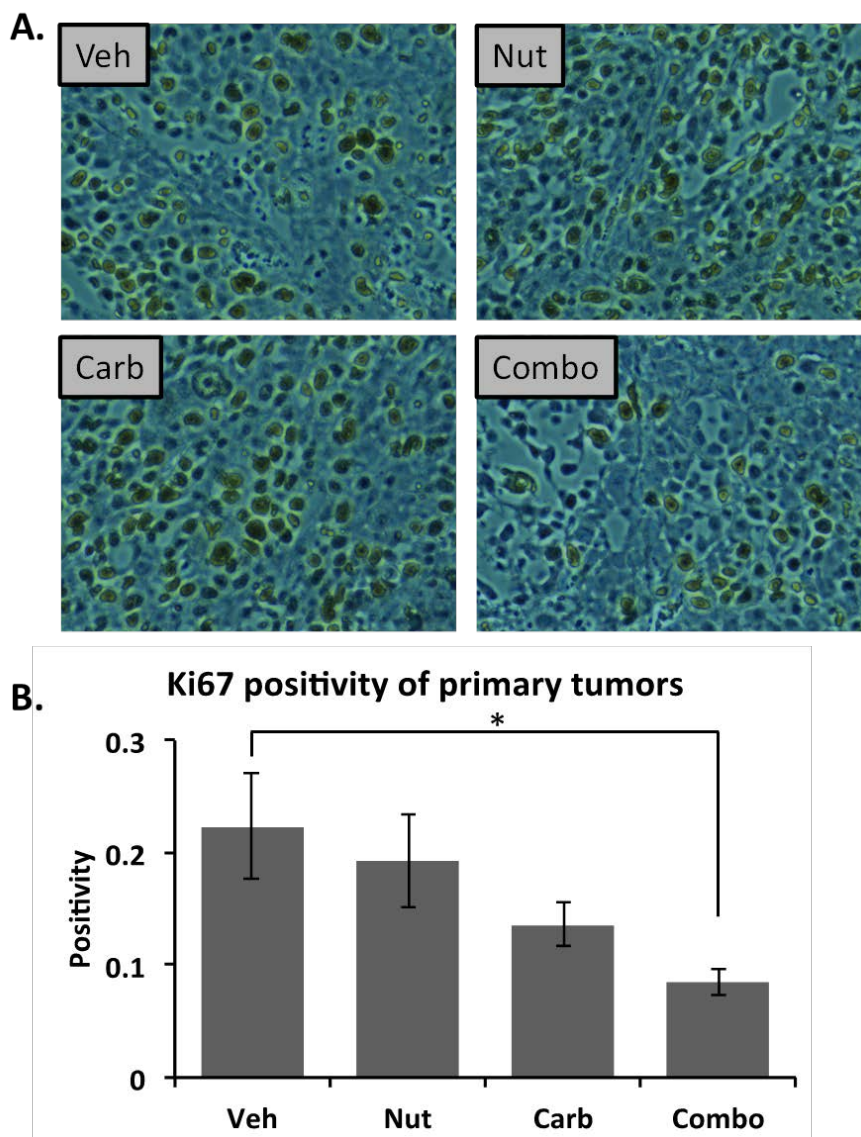 A.
Veh
Nut
Carb
Combo
B.
Ki67 positivity of primary tumors
*
0.3
0.2
0.1
0
Positivity
Veh Nut Carb Combo